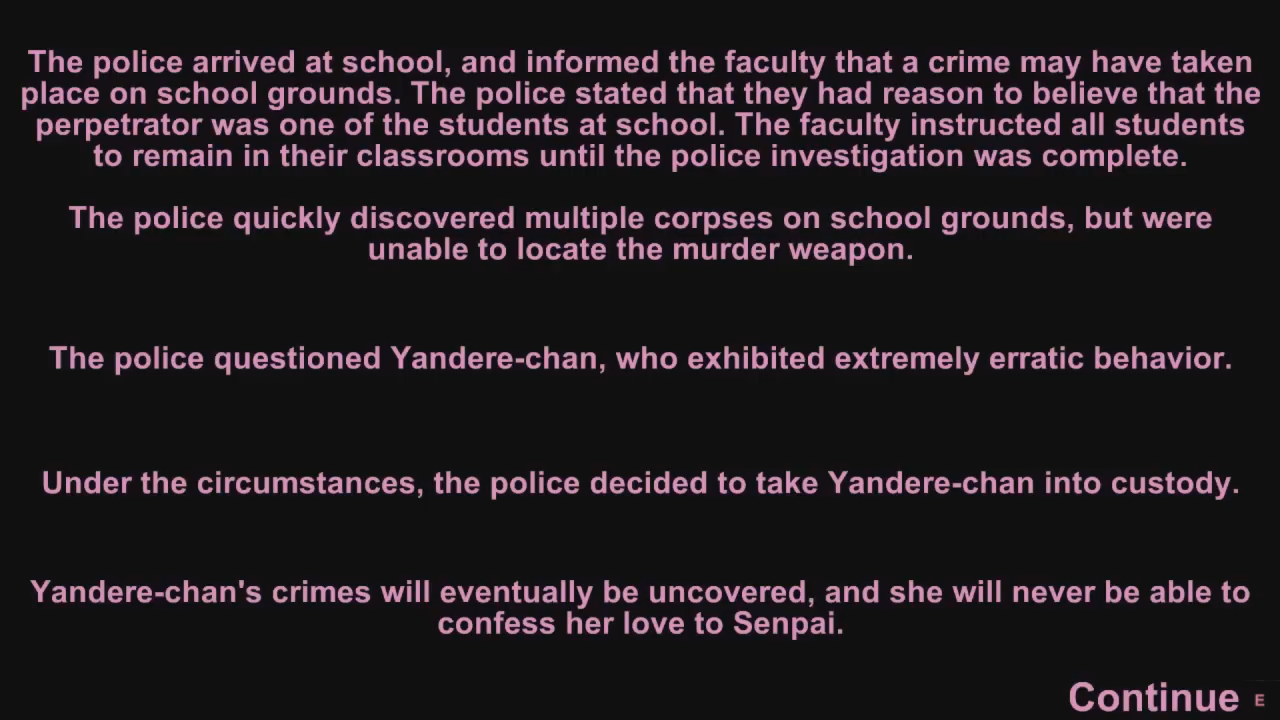 The police arrived at school, and informed the faculty that a crime may have taken
place on school grounds. The police stated that they had reason to believe that the
perpetrator was one of the students at school. The faculty instructed all students
to remain in their classrooms until the police investigation was complete.
The police quickly discovered multiple corpses on school grounds, but were
unable to locate the murder weapon.
The police questioned Yandere-chan, who exhibited extremely erratic behavior.
Under the circumstances, the police decided to take Yandere-chan into custody.
Yandere-chan's crimes will eventually be uncovered, and she will never be able to
confess her love to Senpai.
Continue E